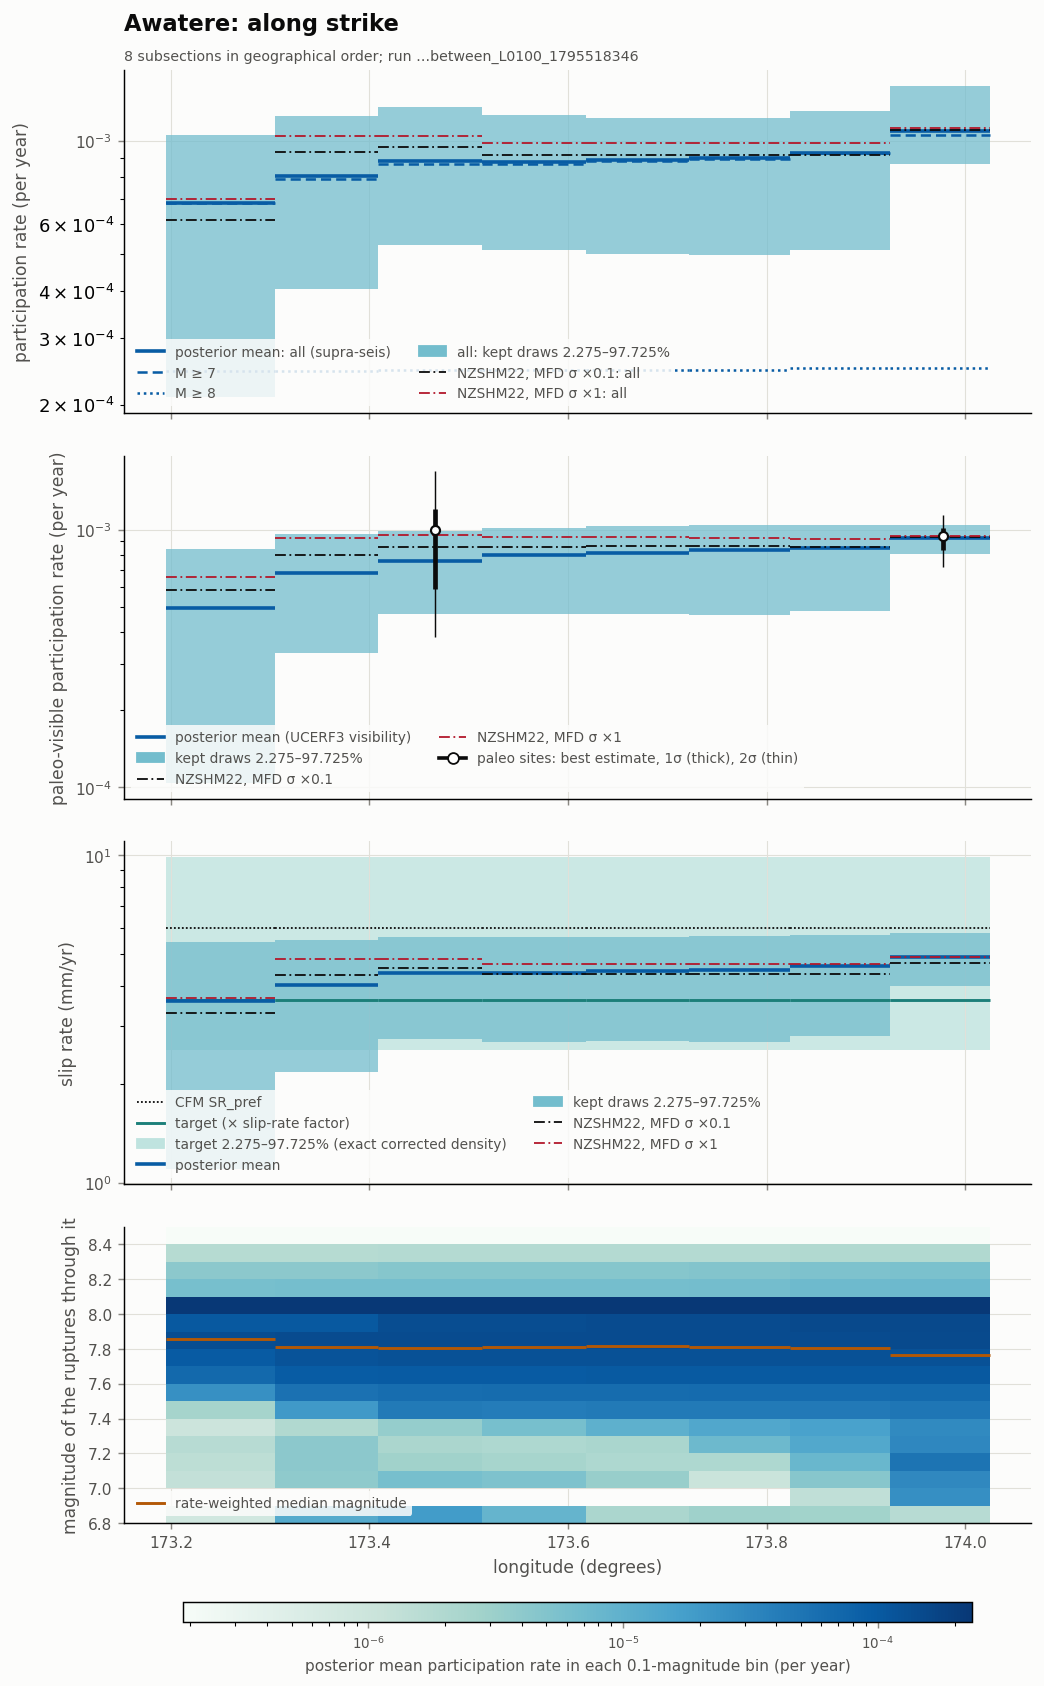 Awatere: along strike
8 subsections in geographical order; run ...between_L0100_1795518346
participation rate (per year)
10⁻³
6 × 10⁻⁴
4 × 10⁻⁴
3 × 10⁻⁴
2 × 10⁻⁴
posterior mean: all (supra-seis)
M ≥ 7
M ≥ 8
all: kept draws 2.275–97.725%
NZSHM22, MFD σ ×0.1: all
NZSHM22, MFD σ ×1: all
paleo-visible participation rate (per year)
10⁻³
10⁻⁴
posterior mean (UCERF3 visibility)
kept draws 2.275–97.725%
NZSHM22, MFD σ ×0.1
NZSHM22, MFD σ ×1
paleo sites: best estimate, 1σ (thick), 2σ (thin)
slip rate (mm/yr)
10¹
10⁰
CFM SR_pref
target (× slip-rate factor)
target 2.275–97.725% (exact corrected density)
posterior mean
kept draws 2.275–97.725%
NZSHM22, MFD σ ×0.1
NZSHM22, MFD σ ×1
magnitude of the ruptures through it
8.4
8.2
8.0
7.8
7.6
7.4
7.2
7.0
6.8
rate-weighted median magnitude
173.2
173.4
173.6
173.8
174.0
longitude (degrees)
10⁻⁶
10⁻⁵
10⁻⁴
posterior mean participation rate in each 0.1-magnitude bin (per year)